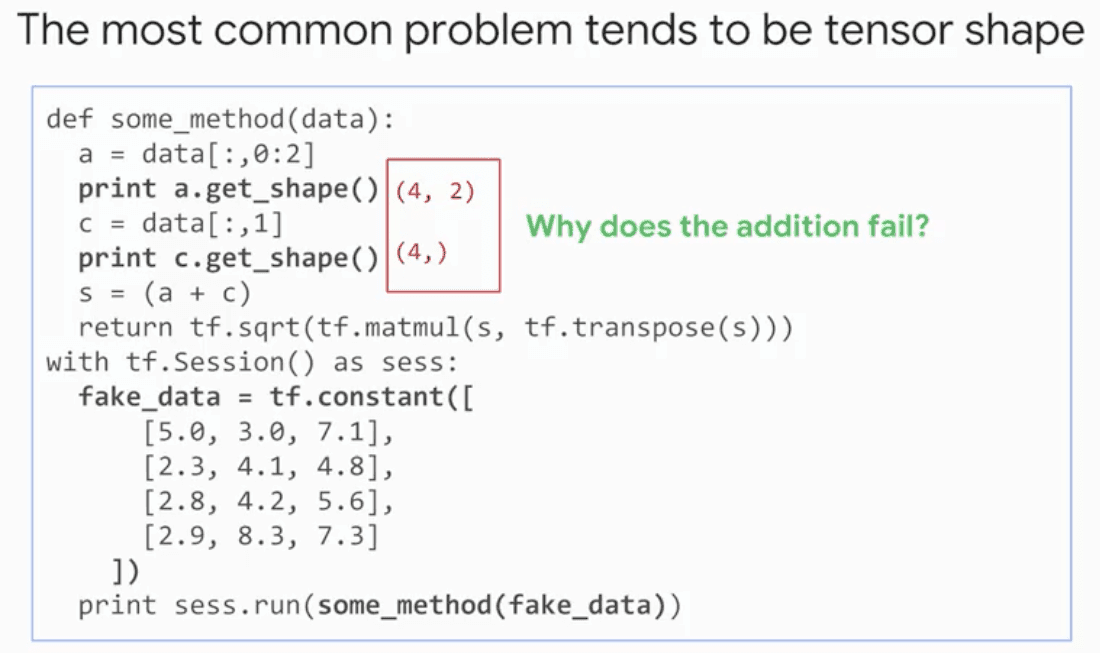 The most common problem tends to be tensor shape
def some_method(data):
a = data[:,0:2]
print a.get_shape() (4, 2)
c = data[:,1]
print c.get_shape() (4,)
Why does the addition fail?
s = (a + c)
return tf.sqrt(tf.matmul(s, tf.transpose(s)))
with tf.Session() as sess:
fake_data = tf.constant([
[5.0, 3.0, 7.1],
[2.3, 4.1, 4.8],
[2.8, 4.2, 5.6],
[2.9, 8.3, 7.3]
])
print sess.run(some_method(fake_data))